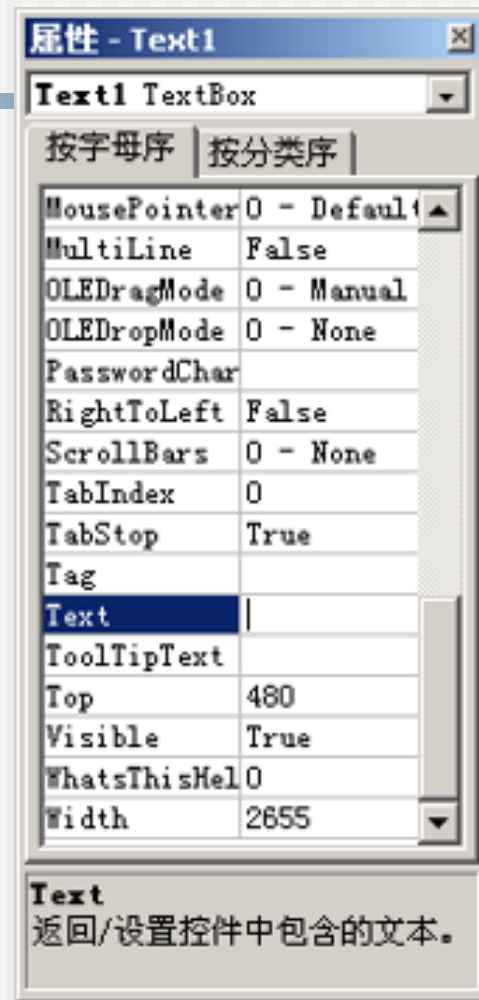 属性 - Text1
Text1 TextBox
按字母序 按分类序
MousePointer 0 - Default
MultiLine False
OLEDragMode 0 - Manual
OLEDropMode 0 - None
PasswordChar
RightToLeft False
ScrollBars 0 - None
TabIndex 0
TabStop True
Tag
Text
ToolTipText
Top 480
Visible True
WhatsThisHel 0
Width 2655
Text
返回/设置控件中包含的文本。